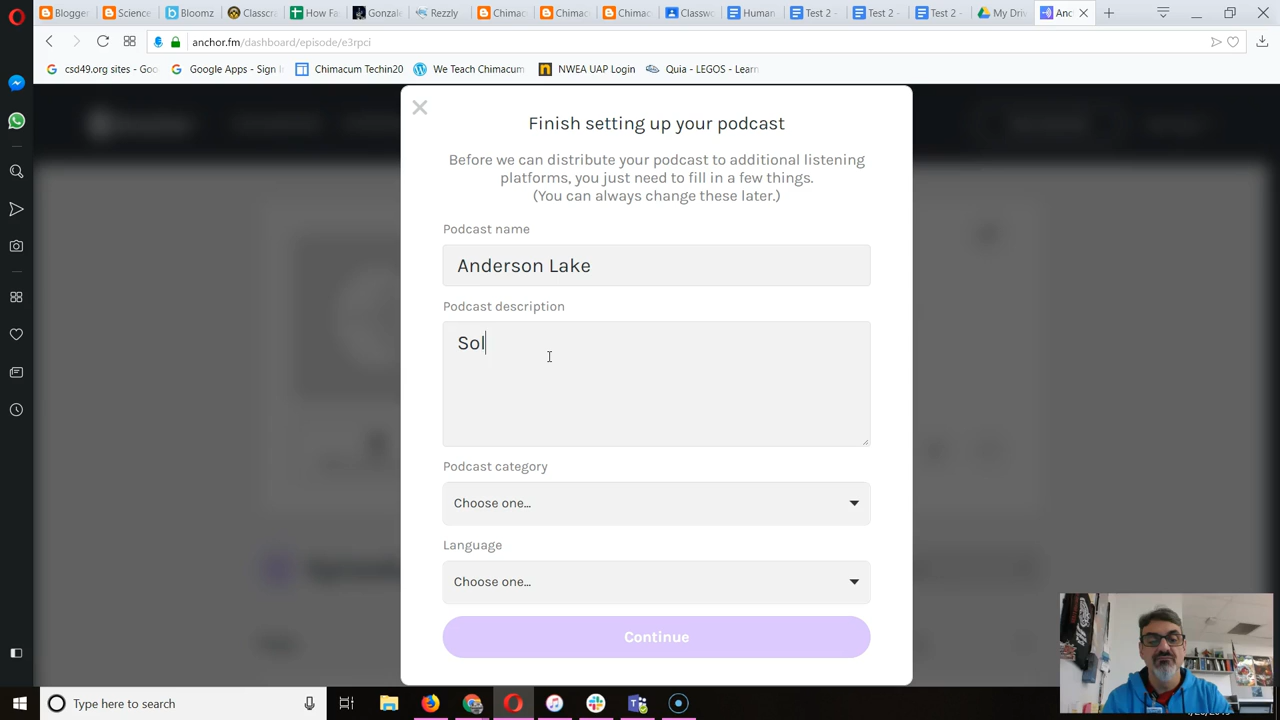 Blogger
Science
Bloomz
Classcr
How Fa
Gonzale
Rezzly
Chimac
Chimac
Chimac
Classw
Human
Test 2 -
Test 2 -
Test 2 -
My Driv
Anc
anchor.fm/dashboard/episode/e3rpci
csd49.org sites - Goo
Google Apps - Sign i
Chimacum Techin20
We Teach Chimacum
NWEA UAP Login
Quia - LEGOS - Learn
Finish setting up your podcast
Before we can distribute your podcast to additional listening
platforms, you just need to fill in a few things.
(You can always change these later.)
Podcast name
Anderson Lake
Podcast description
Sol
Podcast category
Choose one...
Language
Choose one...
Continue
Type here to search